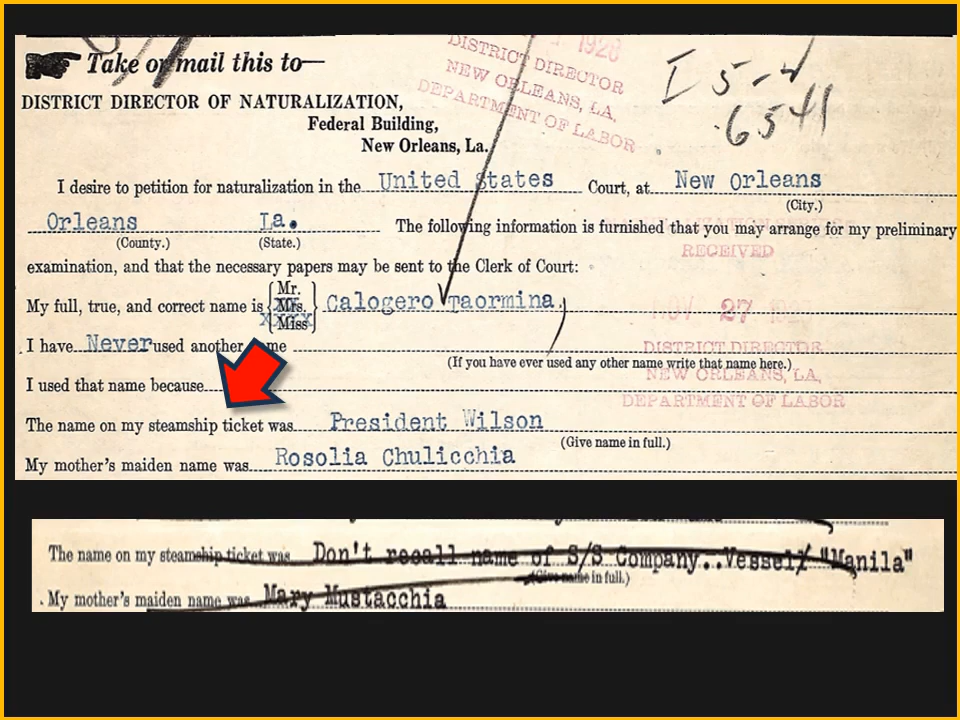 Take or mail this to—
1928
DISTRICT DIRECTOR
NEW ORLEANS, LA.
DEPARTMENT OF LABOR
I 5-4
6541
DISTRICT DIRECTOR OF NATURALIZATION,
Federal Building,
New Orleans, La.
I desire to petition for naturalization in the United States Court, at New Orleans
(City.)
Orleans La. The following information is furnished that you may arrange for my preliminary
(County.) (State.)
RECEIVED
examination, and that the necessary papers may be sent to the Clerk of Court:
My full, true, and correct name is Mr. Mrs. Miss Calogero Taormina
NOV 27
I have Never used another name
(If you have ever used any other name write that name here.)
DISTRICT DIRECTOR
NEW ORLEANS, LA,
DEPARTMENT OF LABOR
I used that name because
The name on my steamship ticket was President Wilson
(Give name in full.)
My mother's maiden name was Rosolia Chulicchia
The name on my steamship ticket was Don't recall name of S/S Company..Vessel/ "Manila"
(Give name in full.)
My mother's maiden name was Mary Mustacchia